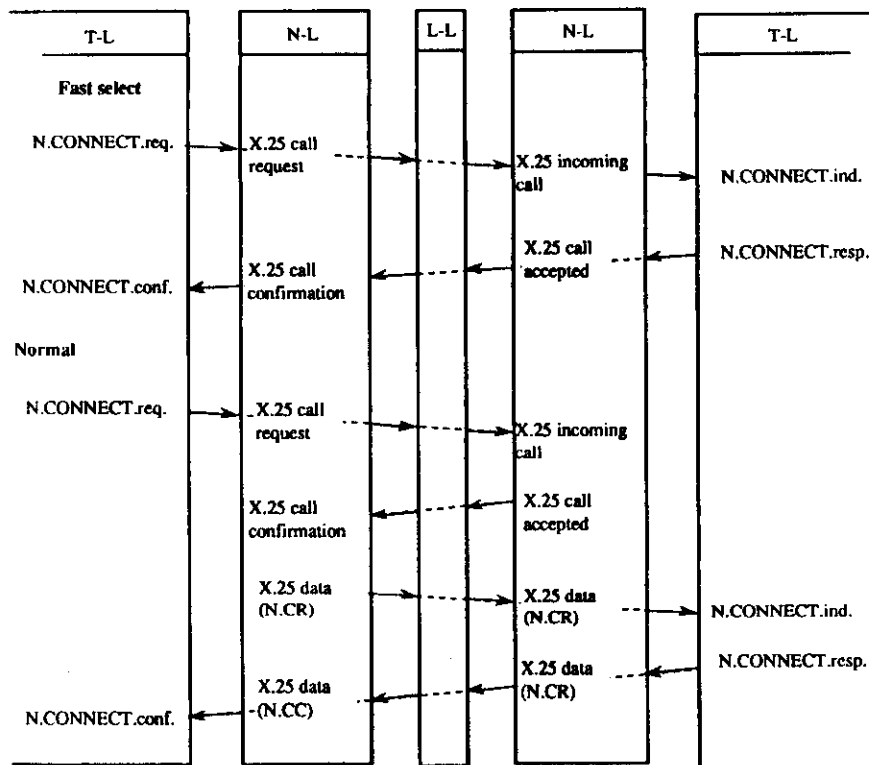 T-L N-L L-L N-L T-L
Fast select
N.CONNECT.req. X.25 call
request
X.25 incoming
call
N.CONNECT.ind.
X.25 call
accepted
N.CONNECT.resp.
X.25 call
confirmation
N.CONNECT.conf.
Normal
N.CONNECT.req. X.25 call
request
X.25 incoming
call
X.25 call
confirmation
X.25 call
accepted
X.25 data
(N.CR)
X.25 data
(N.CR)
N.CONNECT.ind.
N.CONNECT.resp.
X.25 data
(N.CR)
X.25 data
(N.CC)
N.CONNECT.conf.